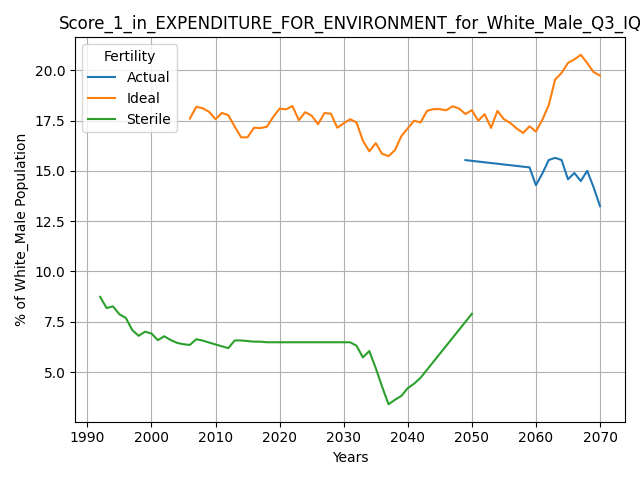 Score_1_in_EXPENDITURE_FOR_ENVIRONMENT_for_White_Male_Q3_IQ
Fertility
Actual
Ideal
Sterile
% of White_Male Population
20.0
17.5
15.0
12.5
10.0
7.5
5.0
1990 2000 2010 2020 2030 2040 2050 2060 2070
Years